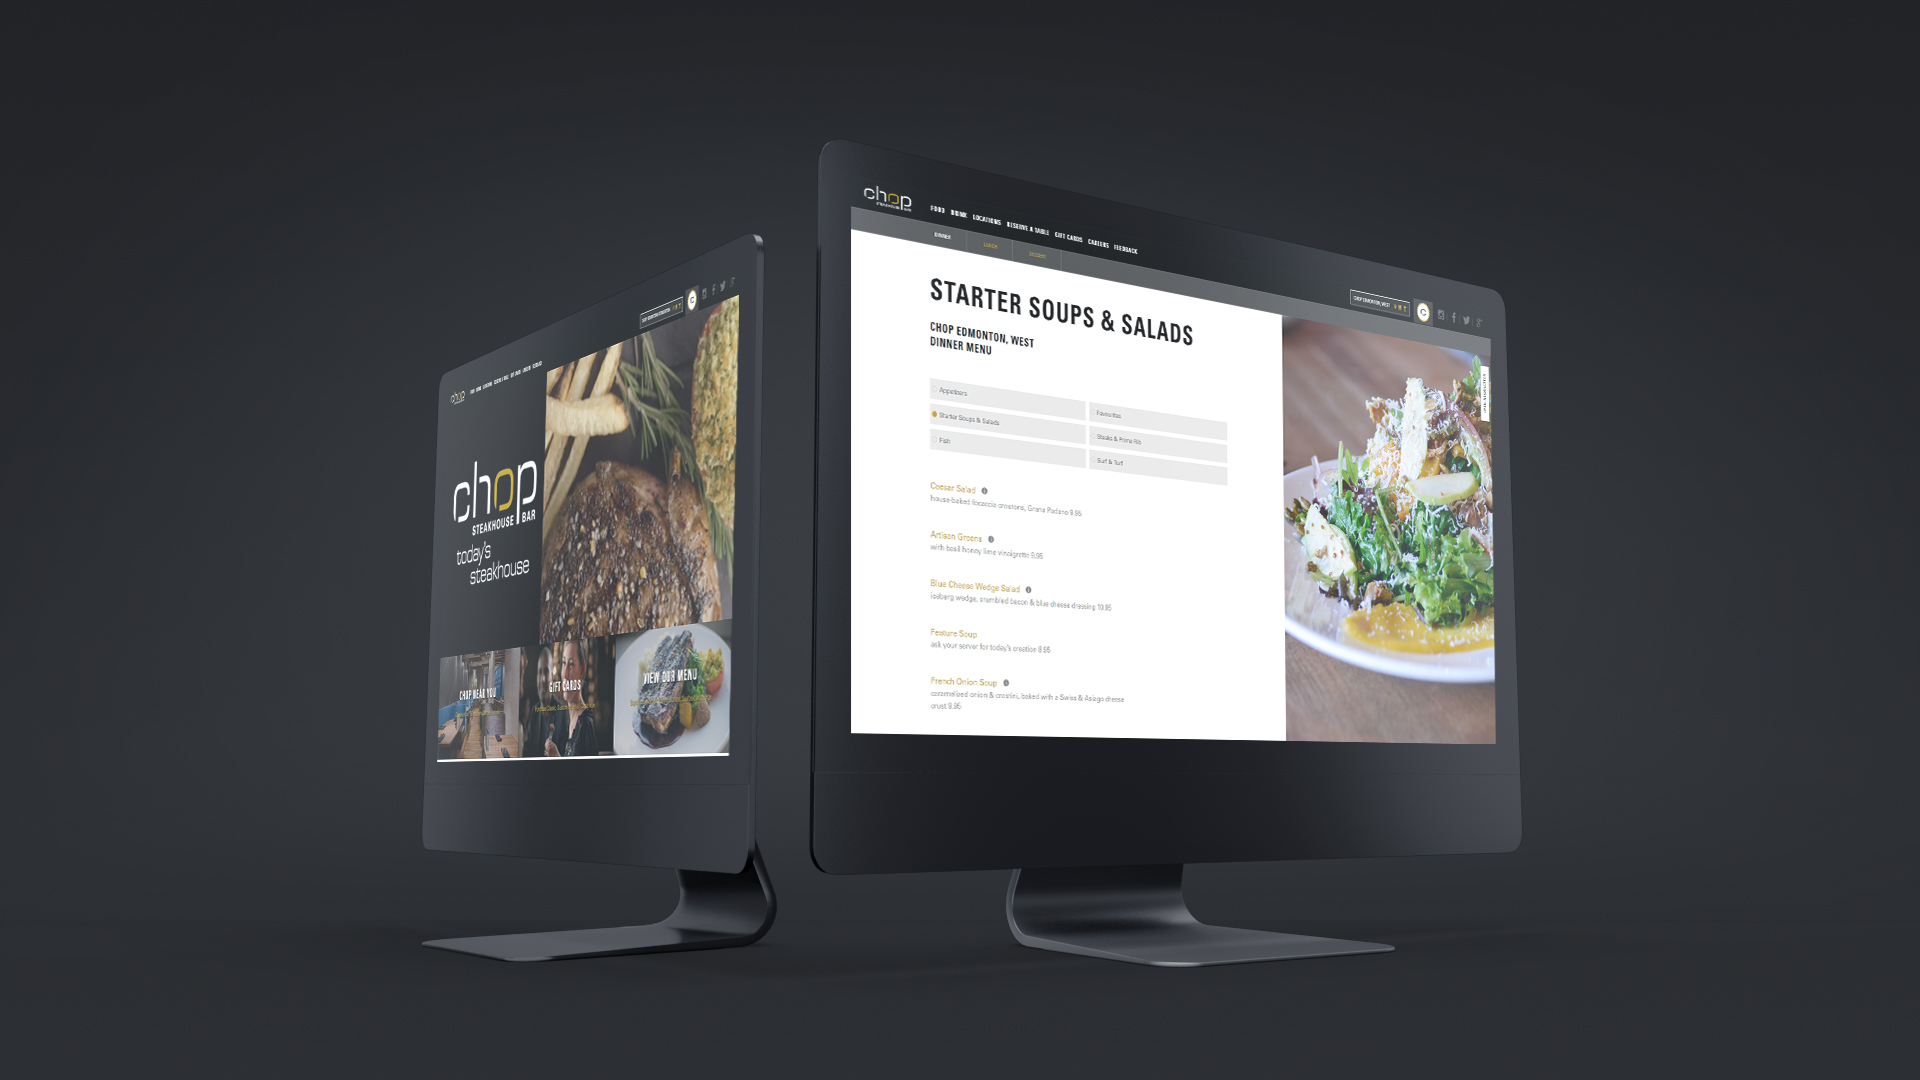 chop
STEAKHOUSE BAR
today's
steakhouse
CHOP NEAR YOU
GIFT CARDS
VIEW OUR MENU
chop
STEAKHOUSE BAR
FOOD DRINK LOCATIONS RESERVE A TABLE GIFT CARDS CAREERS FEEDBACK
DINNER LUNCH DESSERT
CHOP EDMONTON, WEST
STARTER SOUPS & SALADS
CHOP EDMONTON, WEST
DINNER MENU
Appetizers
Favourites
Starter Soups & Salads
Steaks & Prime Rib
Fish
Surf & Turf
Caesar Salad
house-baked focaccia croutons, Grana Padano 9.95
Artisan Greens
with basil honey lime vinaigrette 9.95
Blue Cheese Wedge Salad
iceberg wedge, crumbled bacon & blue cheese dressing 10.95
Feature Soup
ask your server for today's creation 8.95
French Onion Soup
caramelized onion & crostini, baked with a Swiss & Asiago cheese
crust 9.95